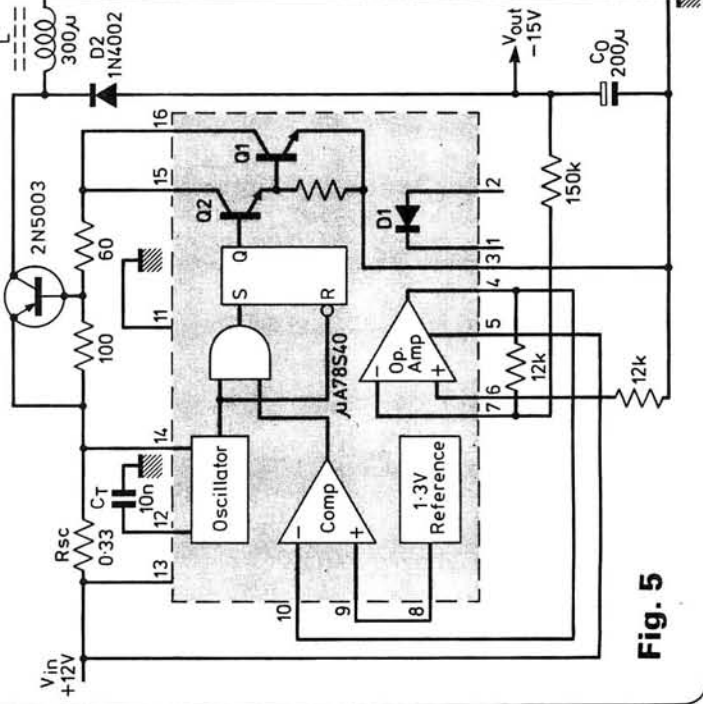 L
300μ
D2
1N4002
Vout
−15V
CO
200μ
2N5003
16
15
60
Q1
Q2
100
11
Q
S
R
D1
2
1
3
150k
14
Rsc
0·33
CT
10n
12
13
Oscillator
μA78S40
Op.
Amp
−
+
4
5
6
7
12k
12k
Comp
−
+
1·3V
Reference
10
9
8
Vin
+12V
Fig. 5